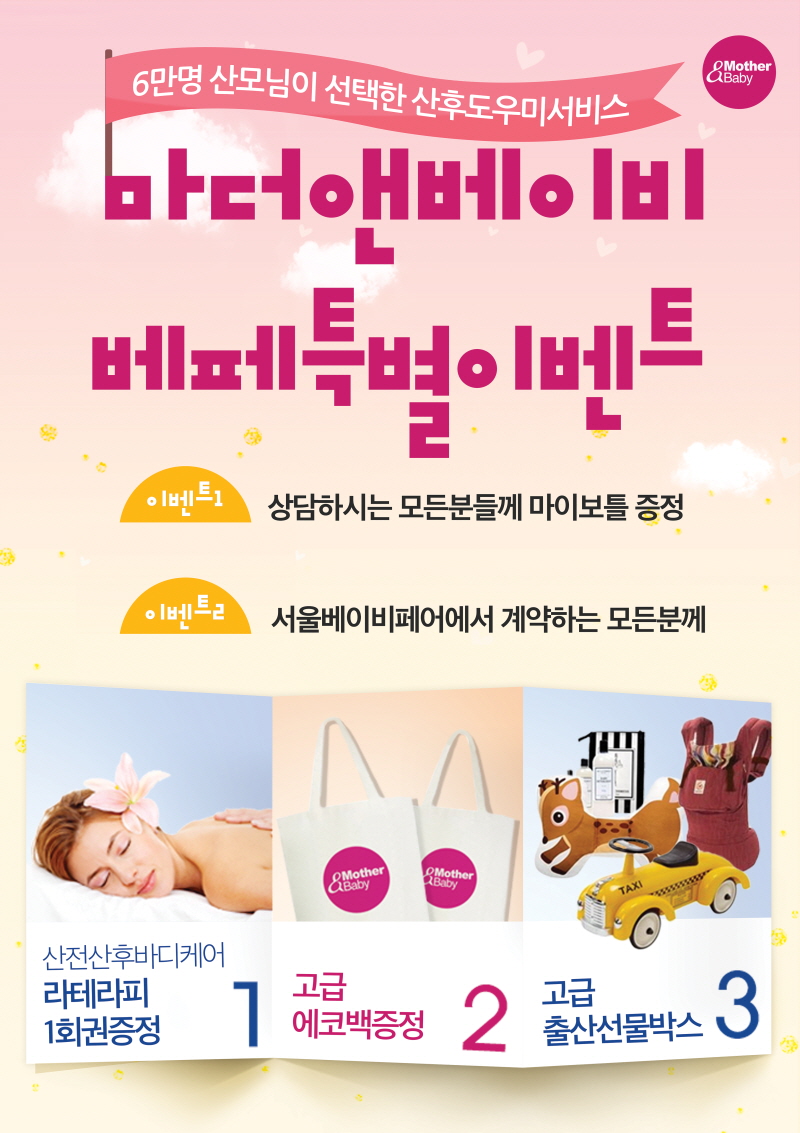 6만명 산모님이 선택한 산후도우미서비스
Mother
&Baby
마더앤베이비
베페특별이벤트
이벤트1
상담하시는 모든분들께 마이보틀 증정
이벤트2
서울베이비페어에서 계약하는 모든분께
Mother
&Baby
Mother
&Baby
TAXI
산전산후바디케어
라테라피
1회권증정
1
고급
에코백증정
2
고급
출산선물박스
3